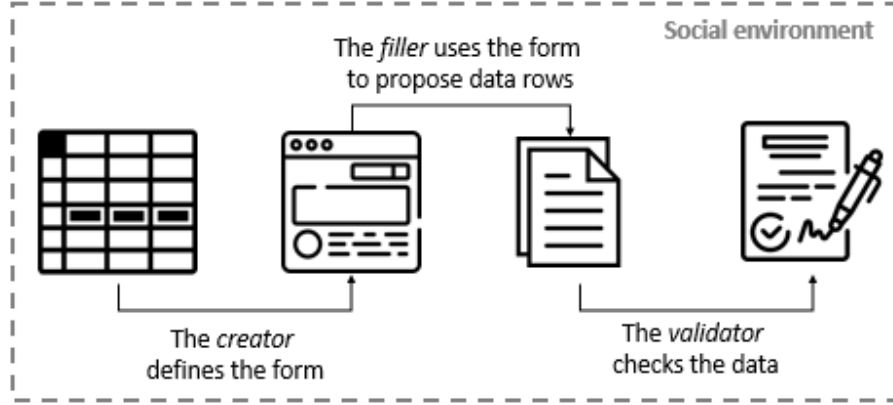 Social environment
The filler uses the form
to propose data rows
The creator
defines the form
The validator
checks the data